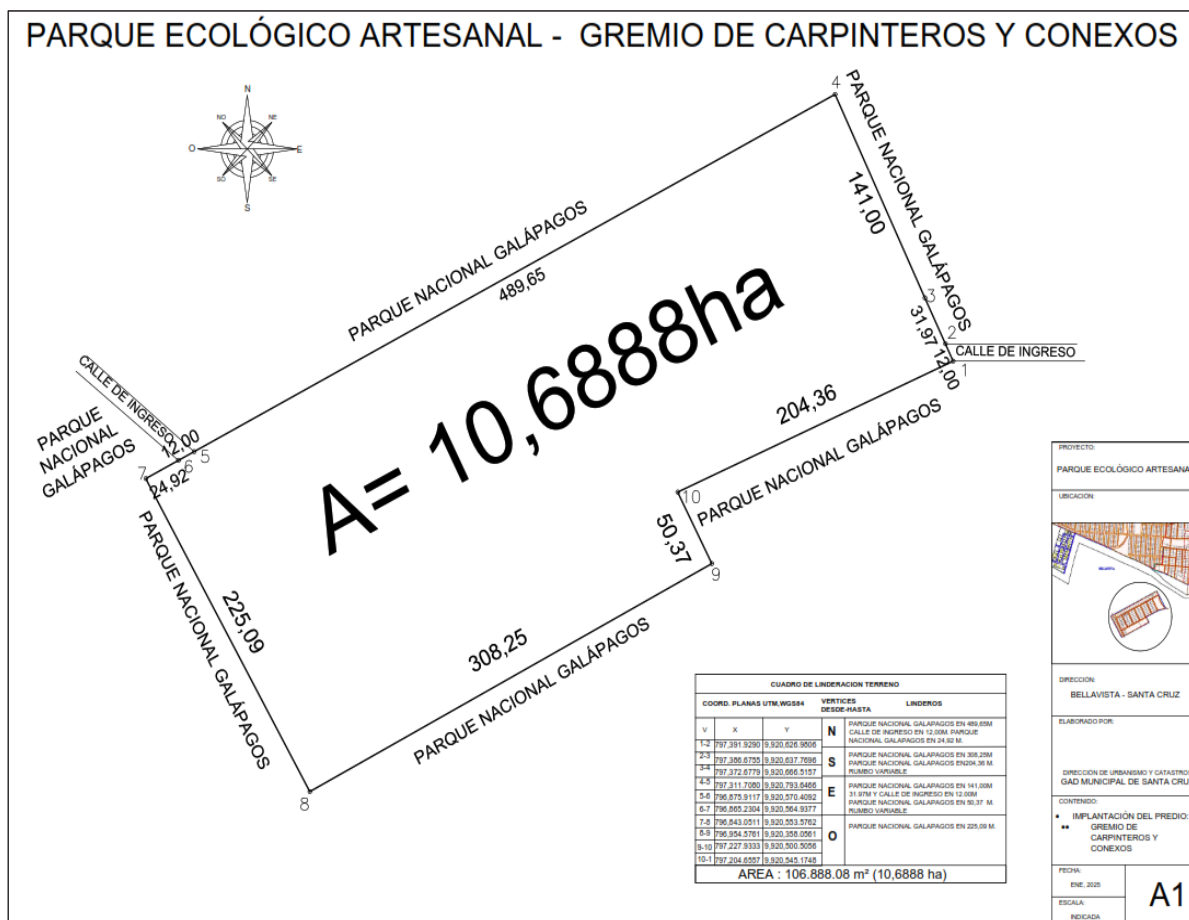 PARQUE ECOLÓGICO ARTESANAL - GREMIO DE CARPINTEROS Y CONEXOS
N
NO
NE
O
E
SO
SE
S
4
PARQUE NACIONAL GALÁPAGOS
141,00
PARQUE NACIONAL GALÁPAGOS
489,65
3
31,97
2
CALLE DE INGRESO
12,00
1
A= 10,6888ha
CALLE DE INGRESO
PARQUE
NACIONAL
GALÁPAGOS
12,00
5
6
7
24,92
204,36
PARQUE NACIONAL GALÁPAGOS
10
50,37
9
PARQUE NACIONAL GALÁPAGOS
225,09
308,25
PARQUE NACIONAL GALÁPAGOS
8
CUADRO DE LINDERACION TERRENO
COORD. PLANAS UTM,WGS84 VERTICES DESDE-HASTA LINDEROS
V X Y
1-2 797,391.9290 9,920,626.9606
2-3 797,386.6755 9,920,637.7696
3-4 797,372.6779 9,920,666.5157
4-5 797,311.7080 9,920,793.6466
5-6 796,875.9117 9,920,570.4092
6-7 796,865.2304 9,920,564.9377
7-8 796,843.0511 9,920,553.5762
8-9 796,954.5761 9,920,358.0561
9-10 797,227.9333 9,920,500.5056
10-1 797,204.6557 9,920,545.1748
N
PARQUE NACIONAL GALAPAGOS EN 489,65M
CALLE DE INGRESO EN 12,00M. PARQUE
NACIONAL GALAPAGOS EN 24,92 M.
S
PARQUE NACIONAL GALAPAGOS EN 308,25M
PARQUE NACIONAL GALAPAGOS EN204,36 M.
RUMBO VARIABLE
E
PARQUE NACIONAL GALAPAGOS EN 141,00M
31.97M Y CALLE DE INGRESO EN 12.00M
PARQUE NACIONAL GALAPAGOS EN 50,37 M.
RUMBO VARIABLE
O
PARQUE NACIONAL GALAPAGOS EN 225,09 M.
AREA : 106.888.08 m² (10,6888 ha)
PROYECTO:
PARQUE ECOLÓGICO ARTESANA
UBICACIÓN:
DIRECCIÓN:
BELLAVISTA - SANTA CRUZ
ELABORADO POR:
DIRECCIÓN DE URBANISMO Y CATASTROS
GAD MUNICIPAL DE SANTA CRU
CONTENIDO:
IMPLANTACIÓN DEL PREDIO:
GREMIO DE
CARPINTEROS Y
CONEXOS
FECHA:
ENE, 2025
ESCALA:
INDICADA
A1